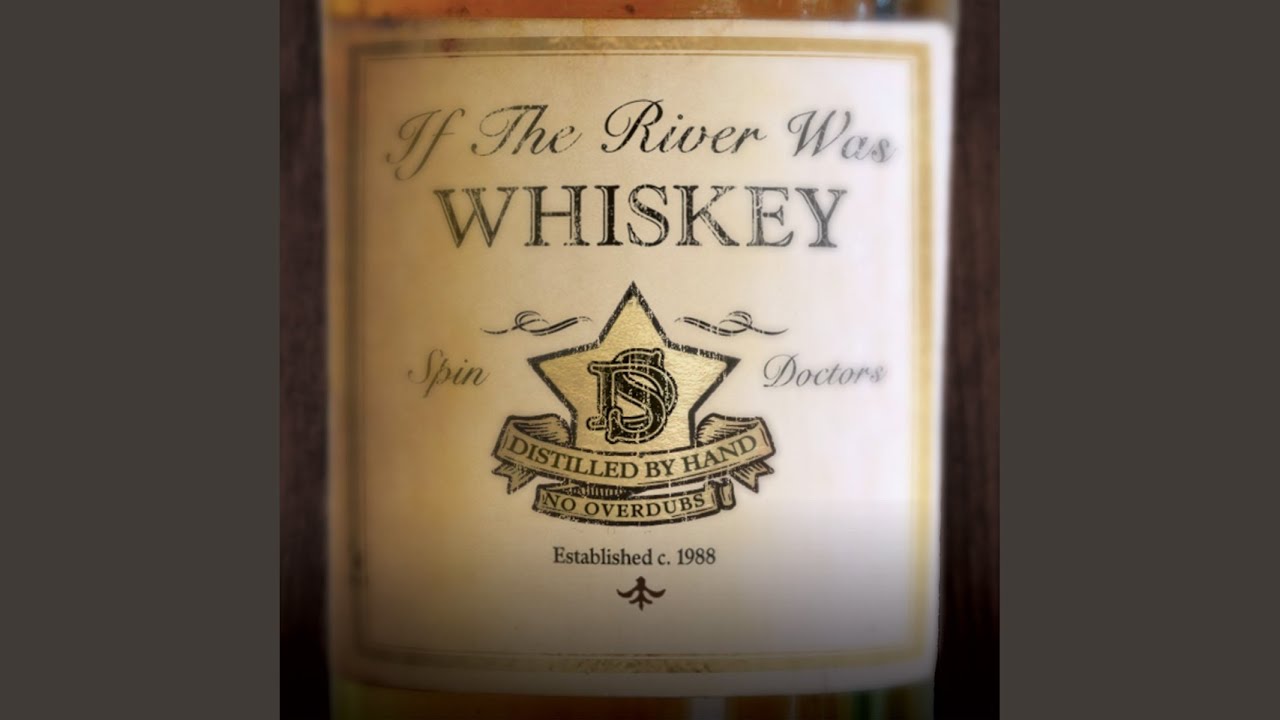 If The River Was
WHISKEY
Spin Doctors
SD
DISTILLED BY HAND
NO OVERDUBS
Established c. 1988